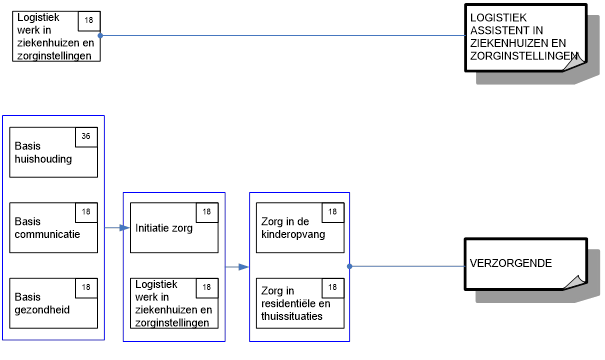 Logistiek
werk in
ziekenhuizen en
zorginstellingen
18
LOGISTIEK
ASSISTENT IN
ZIEKENHUIZEN EN
ZORGINSTELLINGEN
Basis
huishouding
36
Basis
communicatie
18
Basis
gezondheid
18
Initiatie zorg
18
Logistiek
werk in
ziekenhuizen en
zorginstellingen
18
Zorg in de
kinderopvang
18
Zorg in
residentiële en
thuissituaties
18
VERZORGENDE